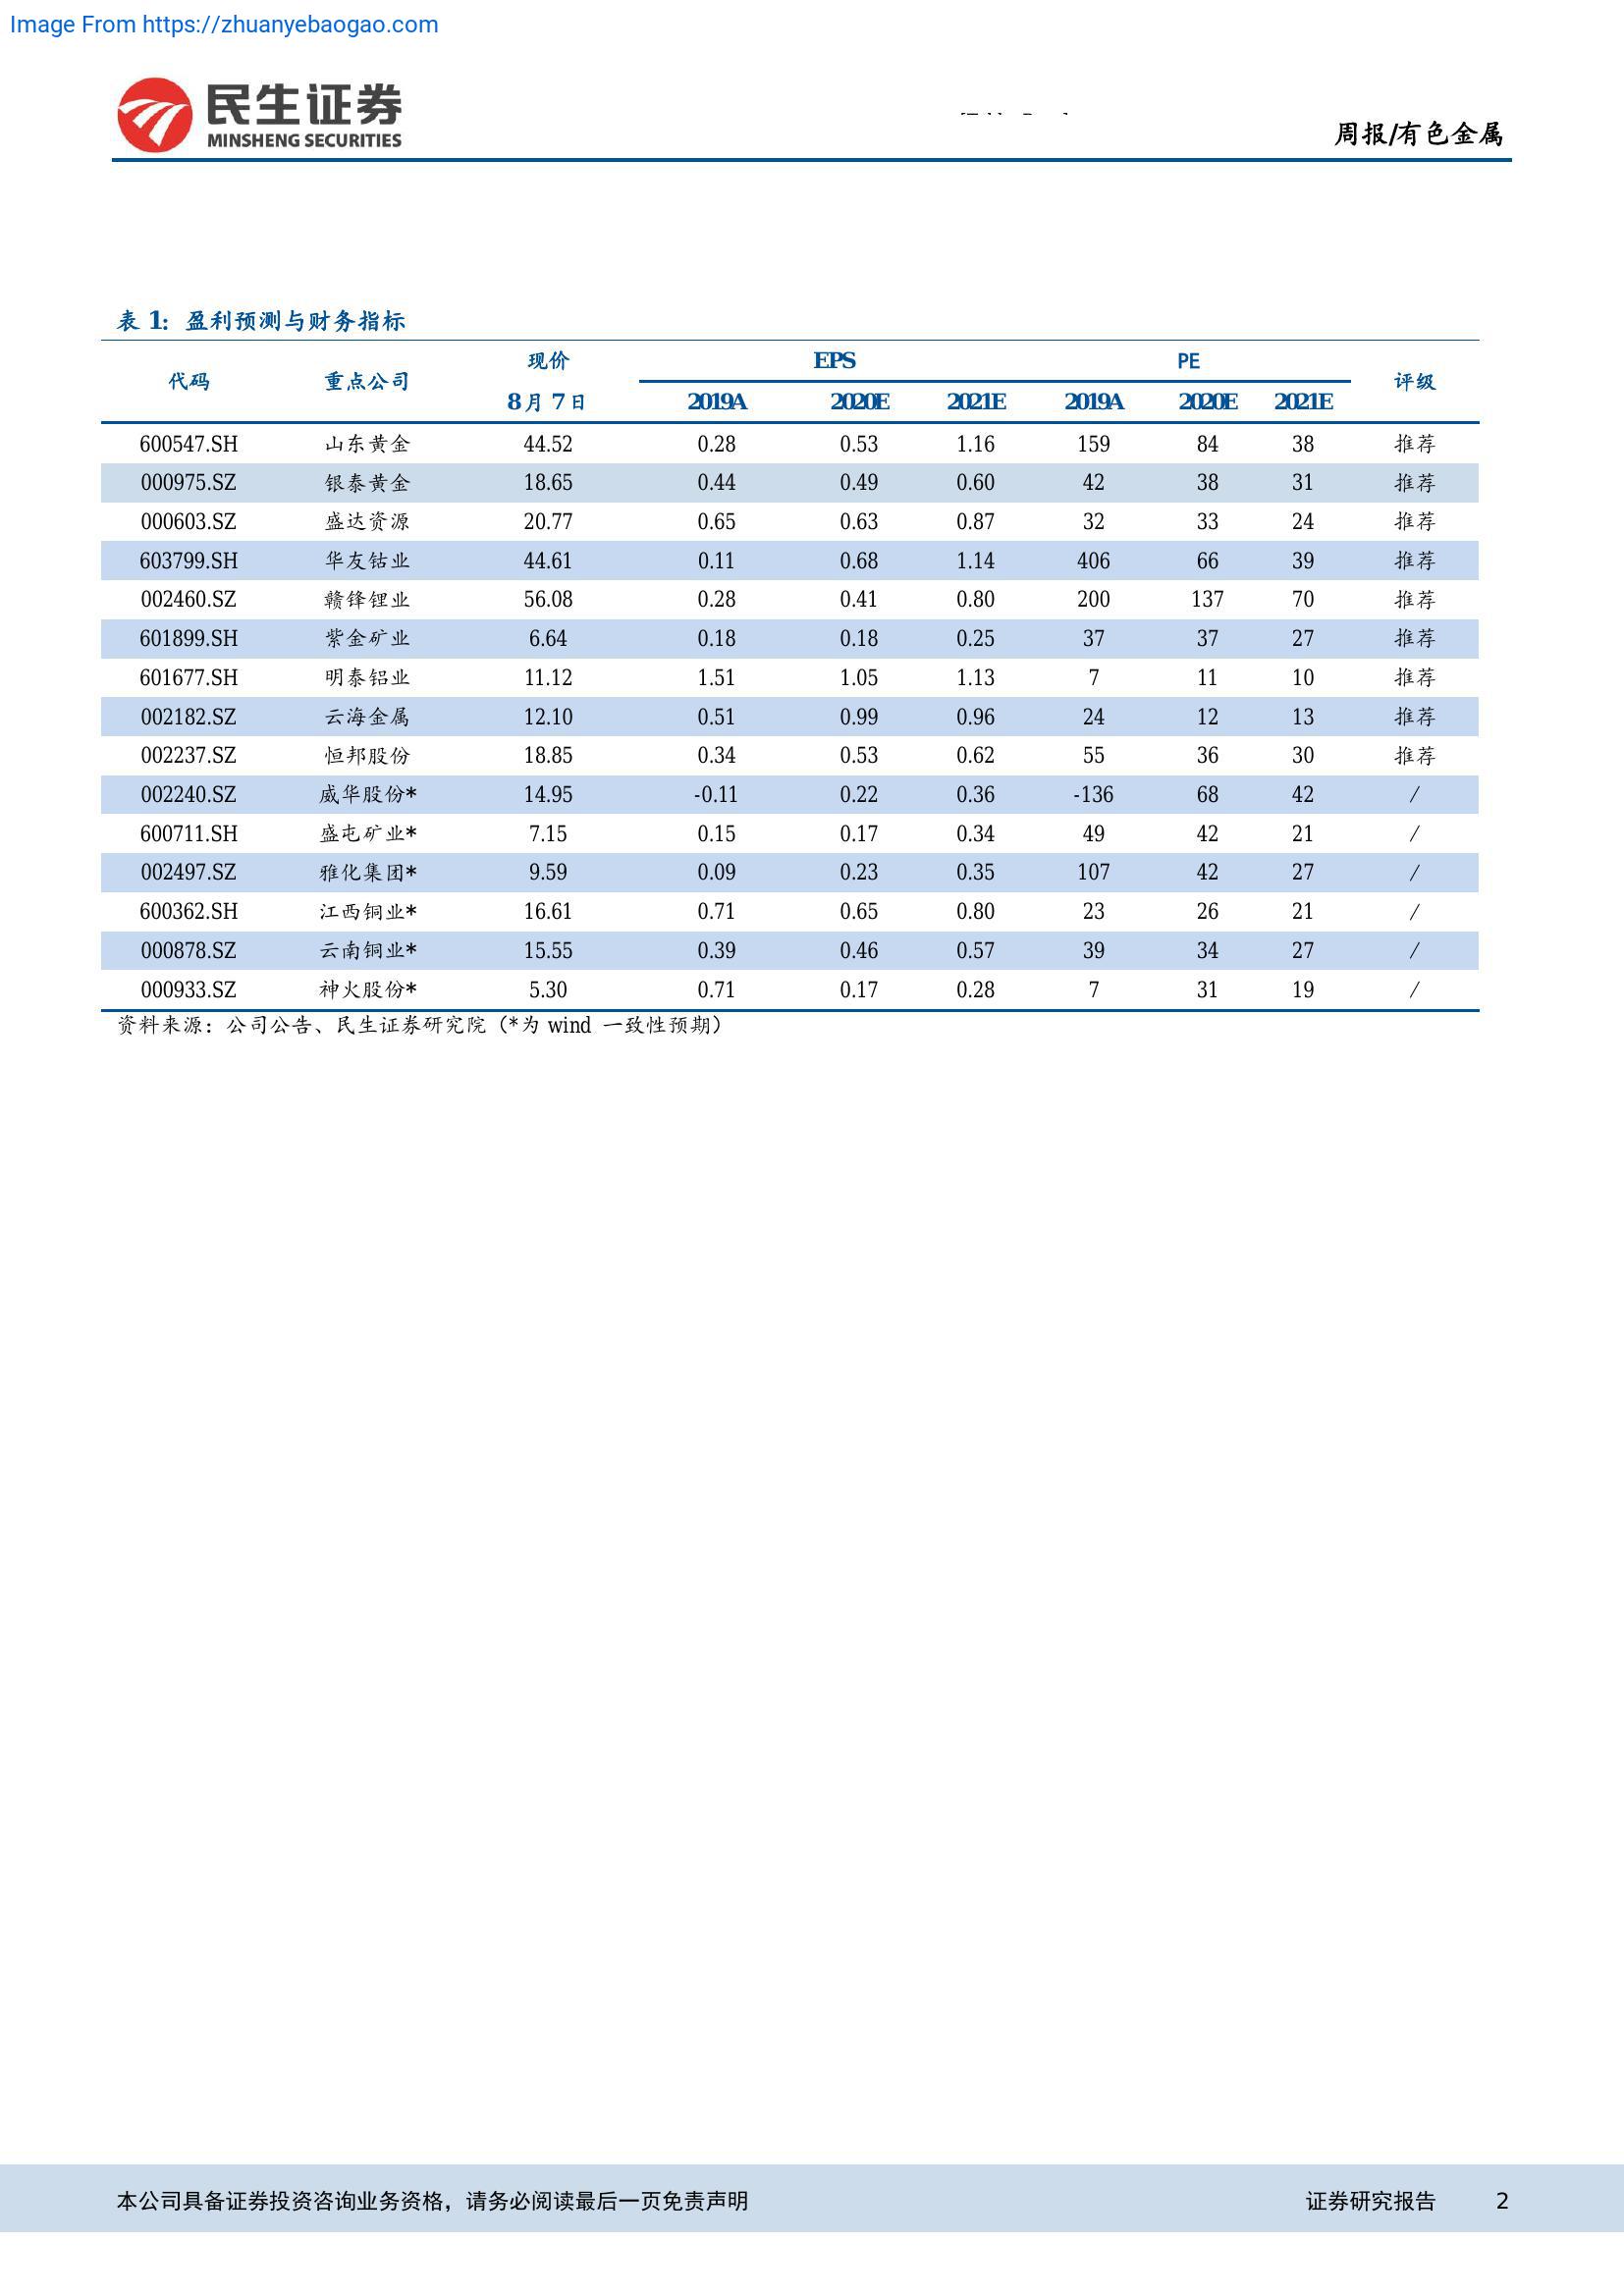 Image From https://zhuanyebaogao.com
民生证券
MINSHENG SECURITIES
周报/有色金属
表 1：盈利预测与财务指标
代码 重点公司 现价 EPS PE 评级
8 月 7 日 2019A 2020E 2021E 2019A 2020E 2021E
600547.SH 山东黄金 44.52 0.28 0.53 1.16 159 84 38 推荐
000975.SZ 银泰黄金 18.65 0.44 0.49 0.60 42 38 31 推荐
000603.SZ 盛达资源 20.77 0.65 0.63 0.87 32 33 24 推荐
603799.SH 华友钴业 44.61 0.11 0.68 1.14 406 66 39 推荐
002460.SZ 赣锋锂业 56.08 0.28 0.41 0.80 200 137 70 推荐
601899.SH 紫金矿业 6.64 0.18 0.18 0.25 37 37 27 推荐
601677.SH 明泰铝业 11.12 1.51 1.05 1.13 7 11 10 推荐
002182.SZ 云海金属 12.10 0.51 0.99 0.96 24 12 13 推荐
002237.SZ 恒邦股份 18.85 0.34 0.53 0.62 55 36 30 推荐
002240.SZ 威华股份* 14.95 -0.11 0.22 0.36 -136 68 42 /
600711.SH 盛屯矿业* 7.15 0.15 0.17 0.34 49 42 21 /
002497.SZ 雅化集团* 9.59 0.09 0.23 0.35 107 42 27 /
600362.SH 江西铜业* 16.61 0.71 0.65 0.80 23 26 21 /
000878.SZ 云南铜业* 15.55 0.39 0.46 0.57 39 34 27 /
000933.SZ 神火股份* 5.30 0.71 0.17 0.28 7 31 19 /
资料来源：公司公告、民生证券研究院（*为 wind 一致性预期）
本公司具备证券投资咨询业务资格，请务必阅读最后一页免责声明 证券研究报告 2